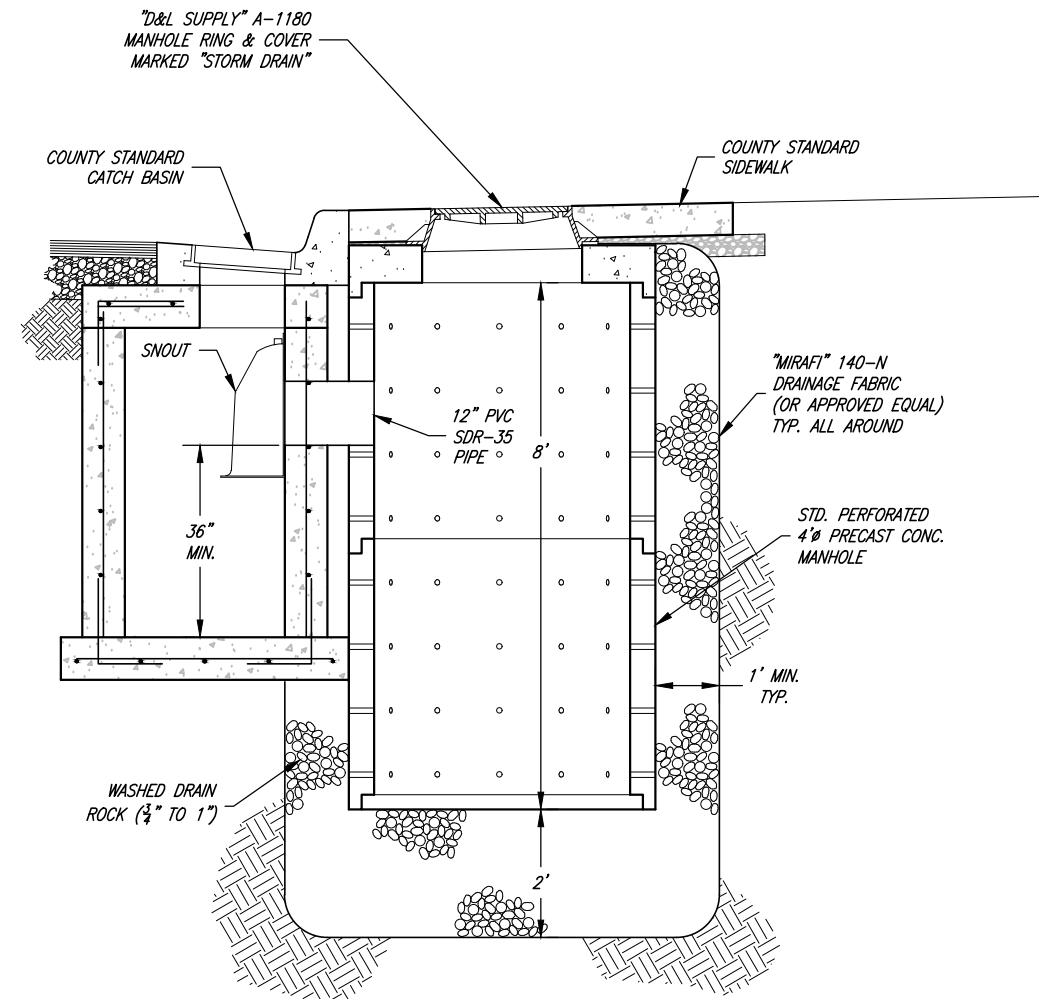 "D&L SUPPLY" A-1180
MANHOLE RING & COVER
MARKED "STORM DRAIN"
COUNTY STANDARD
CATCH BASIN
COUNTY STANDARD
SIDEWALK
SNOUT
12" PVC
SDR-35
PIPE
8'
"MIRAFI" 140-N
DRAINAGE FABRIC
(OR APPROVED EQUAL)
TYP. ALL AROUND
36"
MIN.
STD. PERFORATED
4'ø PRECAST CONC.
MANHOLE
1' MIN.
TYP.
WASHED DRAIN
ROCK (3/4" TO 1")
2'